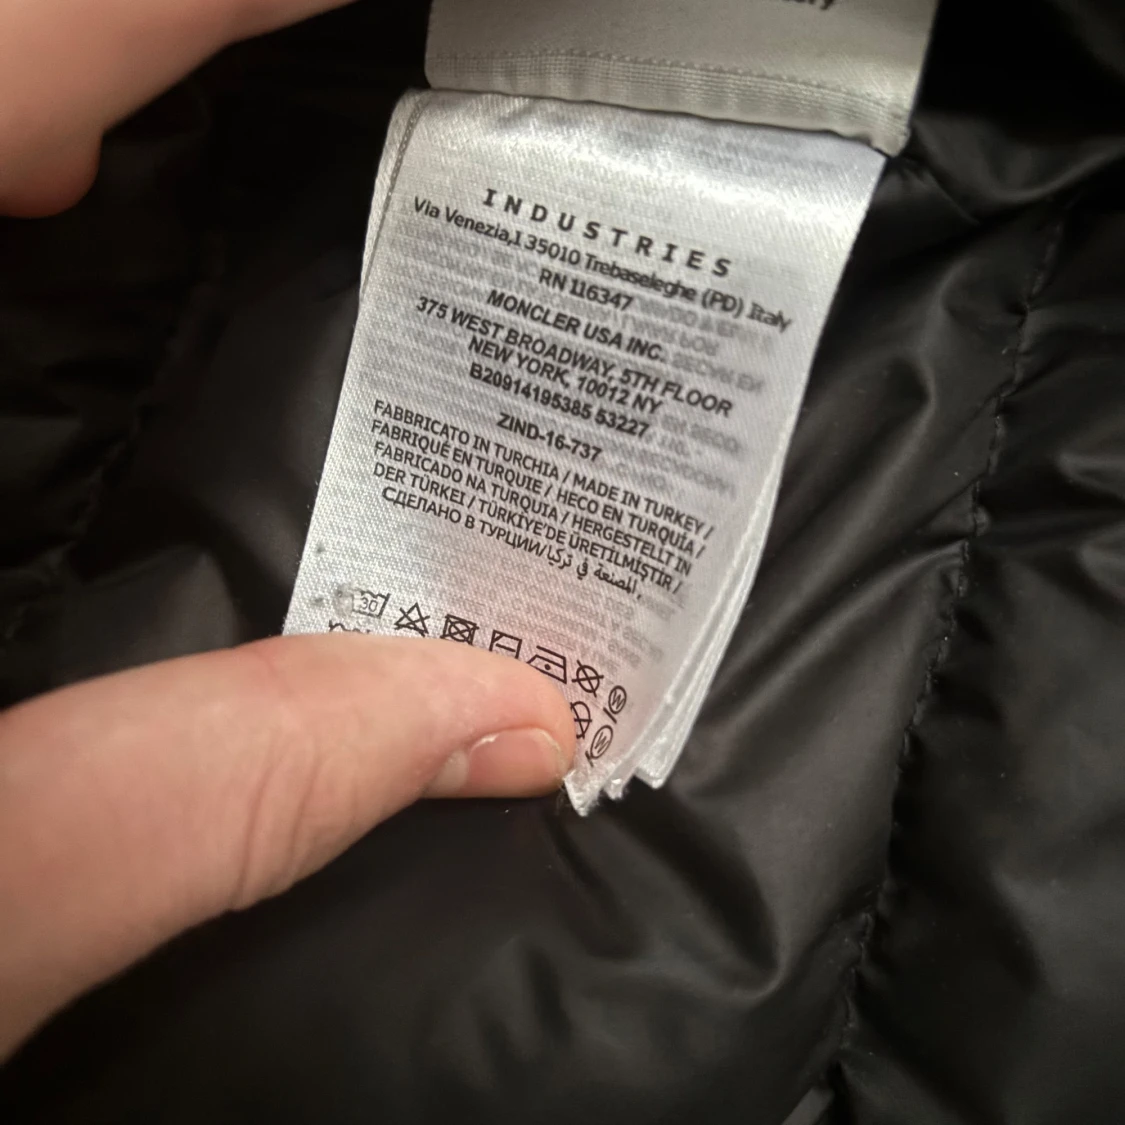 INDUSTRIES
Via Venezia,1 35010 Trebaseleghe (PD) Italy
RN 116347
MONCLER USA INC.
375 WEST BROADWAY, 5TH FLOOR
NEW YORK, 10012 NY
B20914195385 53227
ZIND-16-737
FABBRICATO IN TURCHIA / MADE IN TURKEY /
FABRIQUÉ EN TURQUIE / HECO EN TURQUÍA /
FABRICADO NA TURQUIA / HERGESTELLT IN
DER TÜRKEI / TÜRKİYE'DE ÜRETİLMİŞTİR /
СДЕЛАНО В ТУРЦИИ/المصنعة في تركيا.
30
W
W